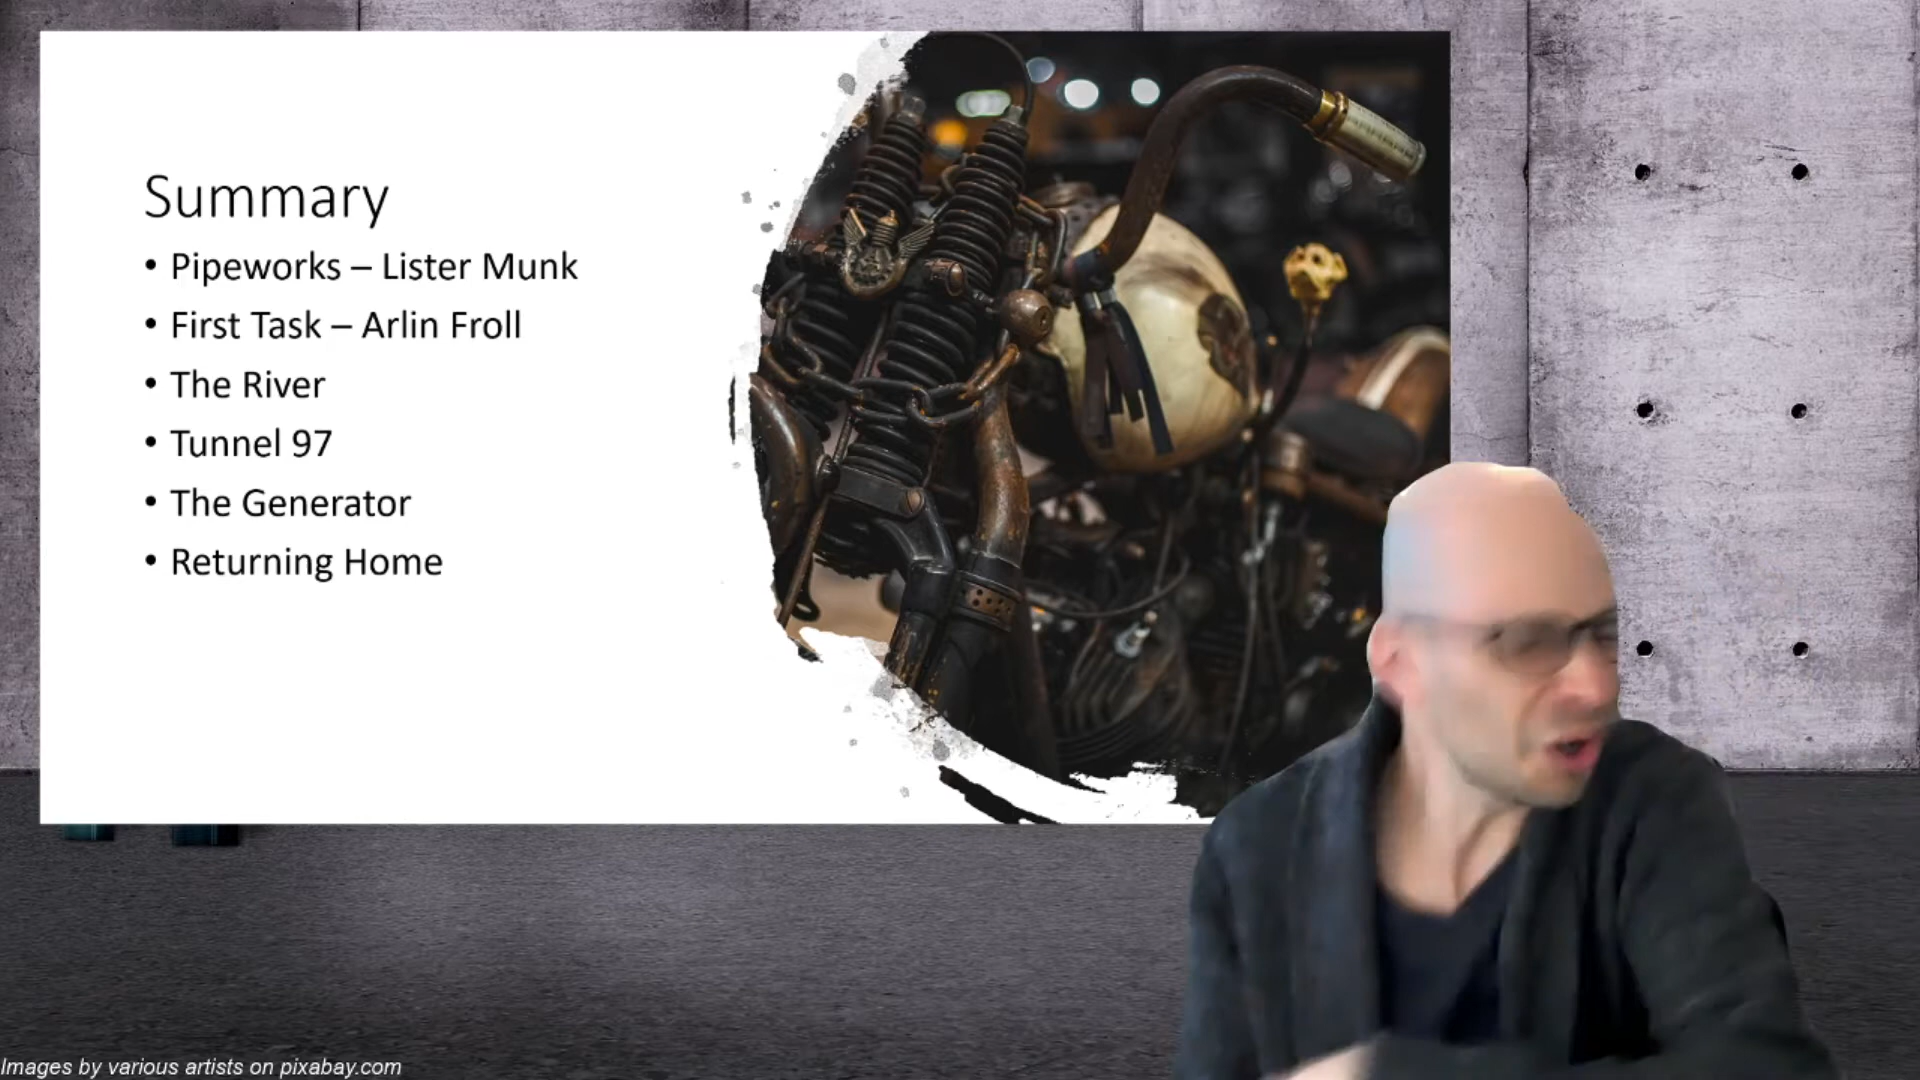 Summary
• Pipeworks – Lister Munk
• First Task – Arlin Froll
• The River
• Tunnel 97
• The Generator
• Returning Home
Images by various artists on pixabay.com